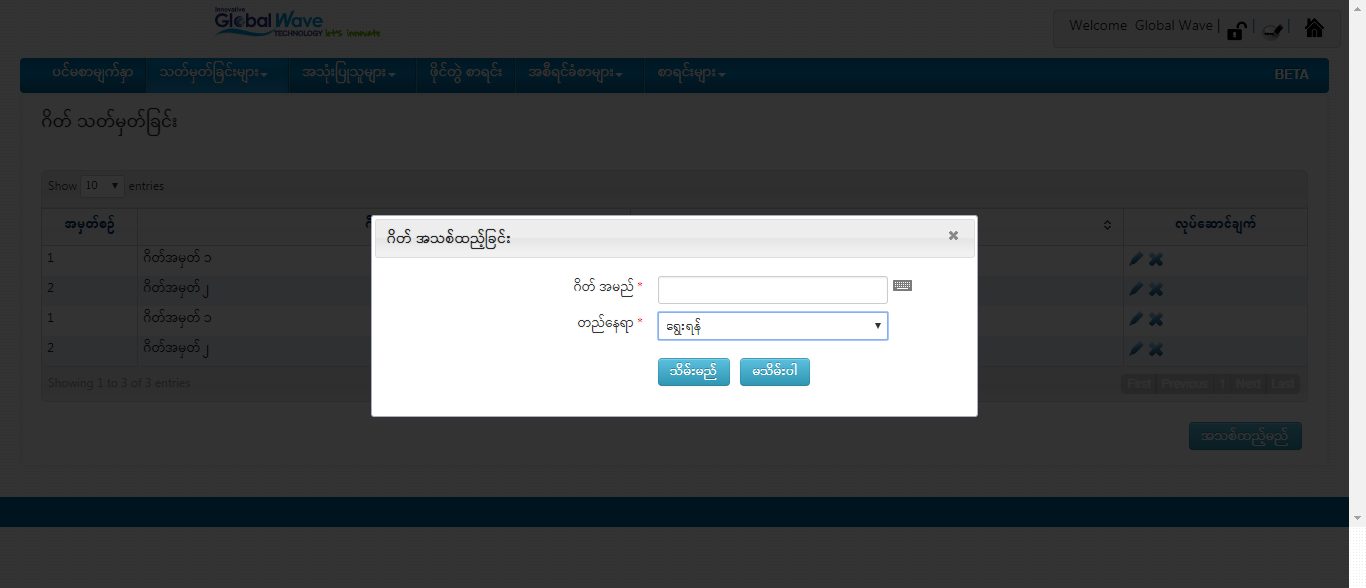 Innovative
Global Wave
TECHNOLOGY let's innovate
Welcome Global Wave
ပင်မစာမျက်နှာ သတ်မှတ်ခြင်းများ အသုံးပြုသူများ ဖိုင်တွဲ စာရင်း အစီရင်ခံစာများ စာရင်းများ BETA
ဂိတ် သတ်မှတ်ခြင်း
Show 10 entries
အမှတ်စဉ် လုပ်ဆောင်ချက်
ဂိတ် အသစ်ထည့်ခြင်း
1 ဂိတ်အမှတ် ၁
2 ဂိတ်အမှတ်၂
ဂိတ် အမည် *
1 ဂိတ်အမှတ် ၁
တည်နေရာ * ရွေးရန်
2 ဂိတ်အမှတ်၂
သိမ်းမည် မသိမ်းပါ
Showing 1 to 3 of 3 entries First Previous 1 Next Last
အသစ်ထည့်မည်